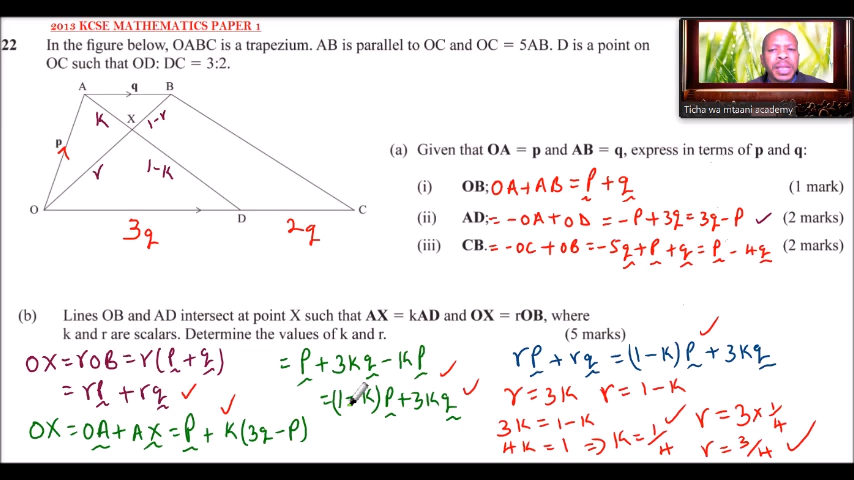 2013 KCSE MATHEMATICS PAPER 1
22 In the figure below, OABC is a trapezium. AB is parallel to OC and OC = 5AB. D is a point on
OC such that OD: DC = 3:2.
Ticha wa mtaani academy
A q B
K X 1-r
p
r 1-K
O D C
3q 2q
(a) Given that OA = p and AB = q, express in terms of p and q:
(i) OB; OA+AB = P + q (1 mark)
(ii) AD; = -OA + OD = -P + 3q = 3q - P ✓ (2 marks)
(iii) CB. = -OC + OB = -5q + P + q = P - 4q (2 marks)
(b) Lines OB and AD intersect at point X such that AX = kAD and OX = rOB, where
k and r are scalars. Determine the values of k and r. (5 marks) ✓
OX = rOB = r(P + q)
= rP + rq ✓
OX = OA + AX = P + K(3q - P) ✓
= P + 3Kq - KP ✓
= (1-K)P + 3Kq ✓
rP + rq = (1-K)P + 3Kq
r = 3K r = 1-K
3K = 1-K ✓
4K = 1 => K = 1/4
r = 3 x 1/4
r = 3/4 ✓